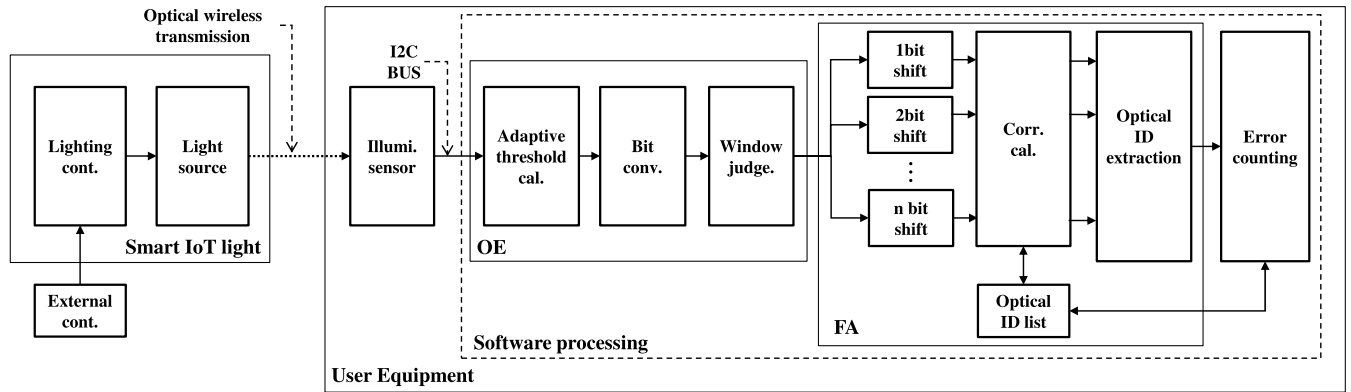 Optical wireless
transmission
I2C
BUS
Lighting
cont.
Light
source
Smart IoT light
External
cont.
Illumi.
sensor
Adaptive
threshold
cal.
Bit
conv.
Window
judge.
OE
1bit
shift
2bit
shift
⋮
n bit
shift
Corr.
cal.
Optical
ID
extraction
Optical
ID list
FA
Error
counting
Software processing
User Equipment